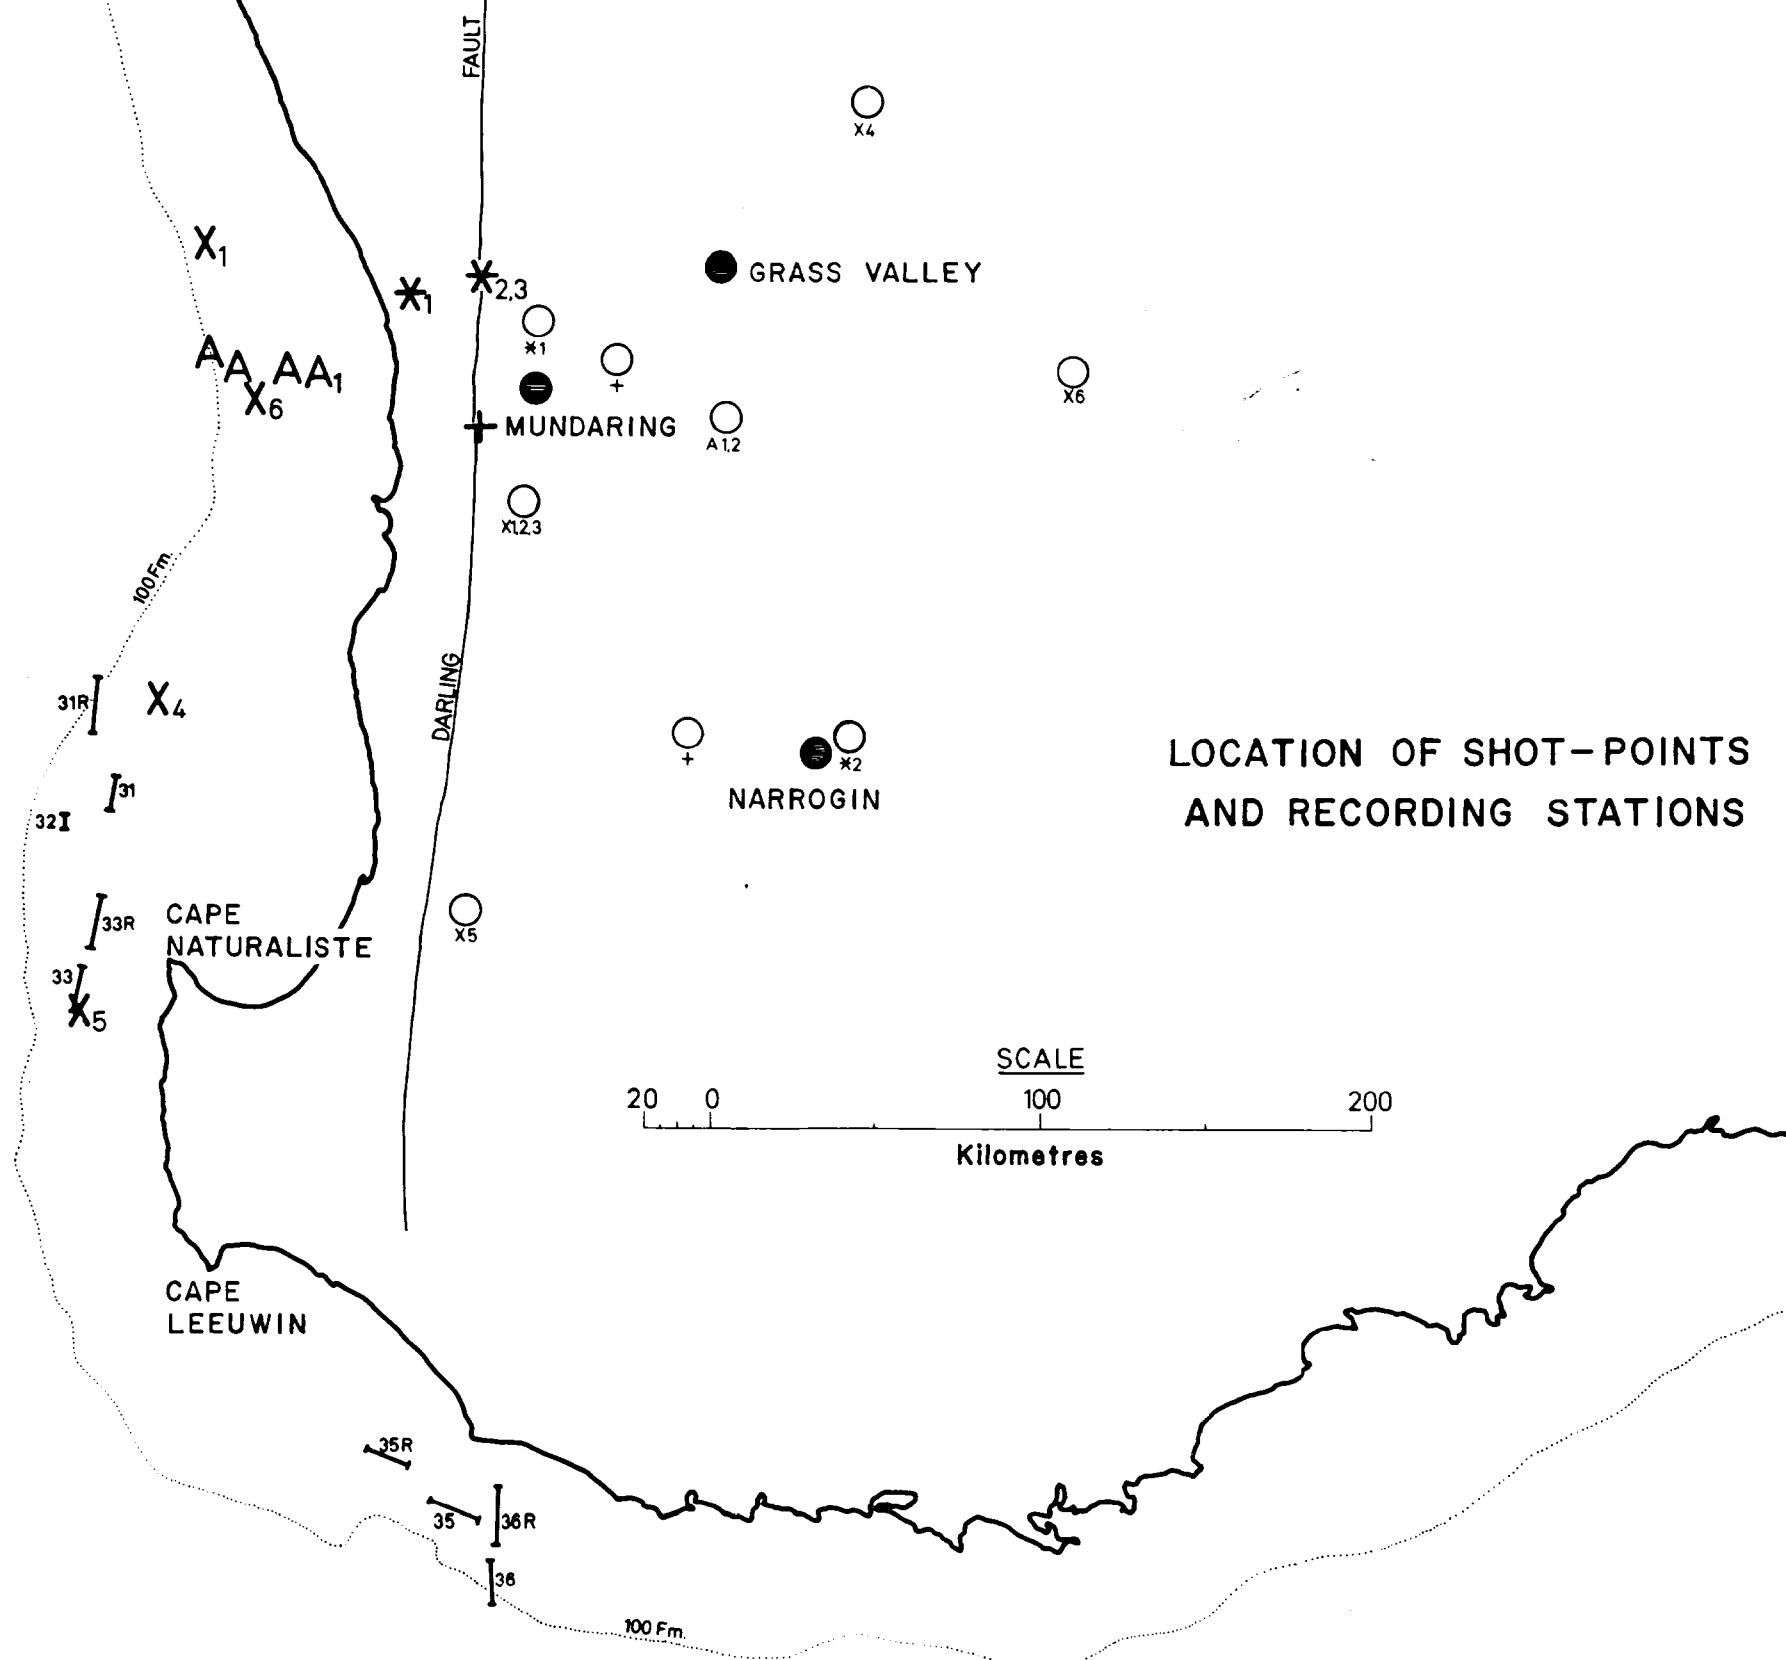 FAULT
X4
X1
GRASS VALLEY
*1
*2,3
*1
+
A A A A1
X6
X6
+ MUNDARING
A 1,2
X1,2,3
100Fm.
DARLING
31R
X4
+
*2
NARROGIN
LOCATION OF SHOT-POINTS
AND RECORDING STATIONS
31
32
33R
CAPE
NATURALISTE
X5
33
X5
SCALE
20 0 100 200
Kilometres
CAPE
LEEUWIN
35R
35
36R
36
100 Fm.